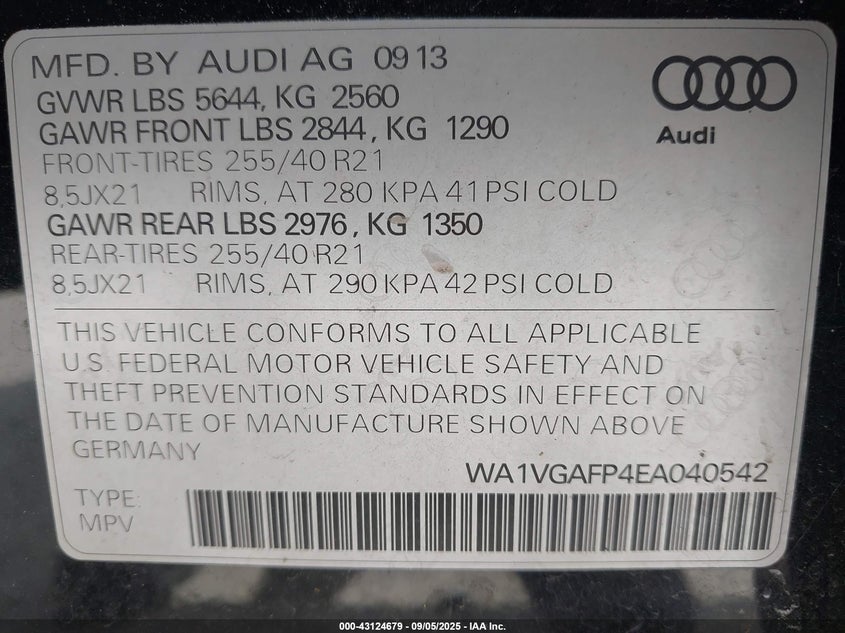 MFD. BY AUDI AG 09 13
GVWR LBS 5644, KG 2560
GAWR FRONT LBS 2844, KG 1290
FRONT-TIRES 255/40 R21
8,5JX21 RIMS, AT 280 KPA 41 PSI COLD
GAWR REAR LBS 2976, KG 1350
REAR-TIRES 255/40 R21
8,5JX21 RIMS, AT 290 KPA 42 PSI COLD
Audi
THIS VEHICLE CONFORMS TO ALL APPLICABLE
U.S. FEDERAL MOTOR VEHICLE SAFETY AND
THEFT PREVENTION STANDARDS IN EFFECT ON
THE DATE OF MANUFACTURE SHOWN ABOVE
GERMANY
WA1VGAFP4EA040542
TYPE:
MPV
000-43124679 - 09/05/2025 - IAA Inc.